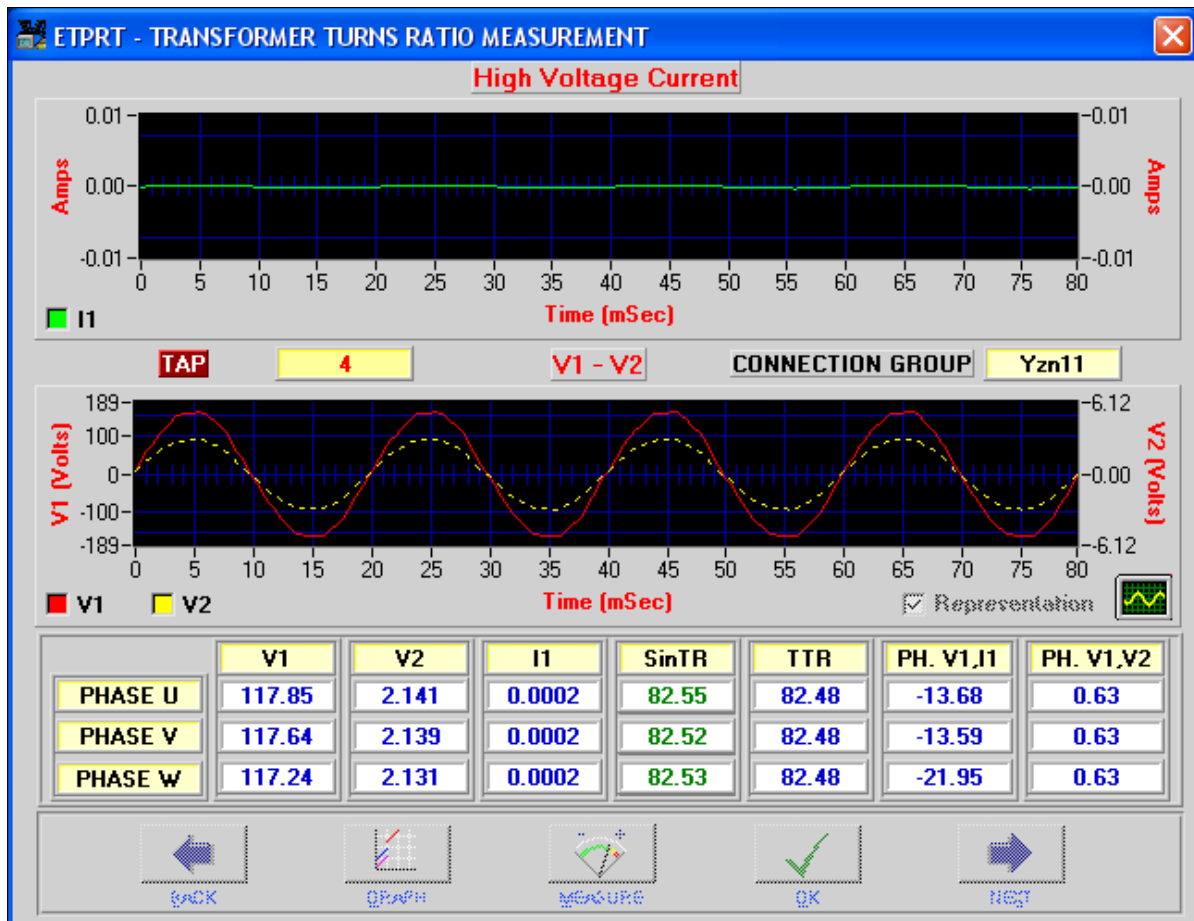 ETPRT - TRANSFORMER TURNS RATIO MEASUREMENT
High Voltage Current
0.01 0.01
Amps 0.00 0.00 Amps
-0.01 -0.01
0 5 10 15 20 25 30 35 40 45 50 55 60 65 70 75 80
I1 Time (mSec)
TAP 4 V1 - V2 CONNECTION GROUP Yzn11
189 6.12
100
V1 (Volts) 0 0.00 V2 (Volts)
-100
-189 -6.12
0 5 10 15 20 25 30 35 40 45 50 55 60 65 70 75 80
V1 V2 Time (mSec) Representation
V1 V2 I1 SinTR TTR PH. V1,I1 PH. V1,V2
PHASE U 117.85 2.141 0.0002 82.55 82.48 -13.68 0.63
PHASE V 117.64 2.139 0.0002 82.52 82.48 -13.59 0.63
PHASE W 117.24 2.131 0.0002 82.53 82.48 -21.95 0.63
BACK GRAPH MEASURE OK NEXT